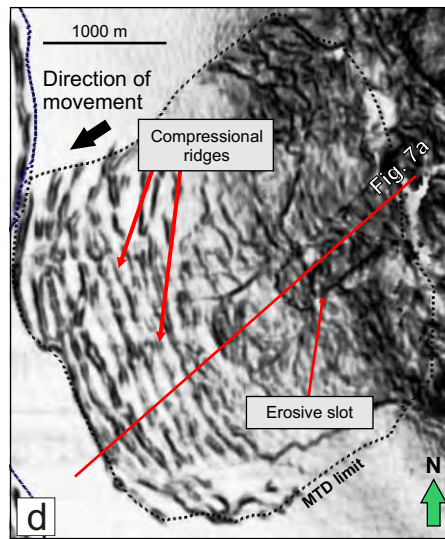 1000 m
Direction of
movement
Compressional
ridges
Fig. 7a
Erosive slot
MTD limit
N
d